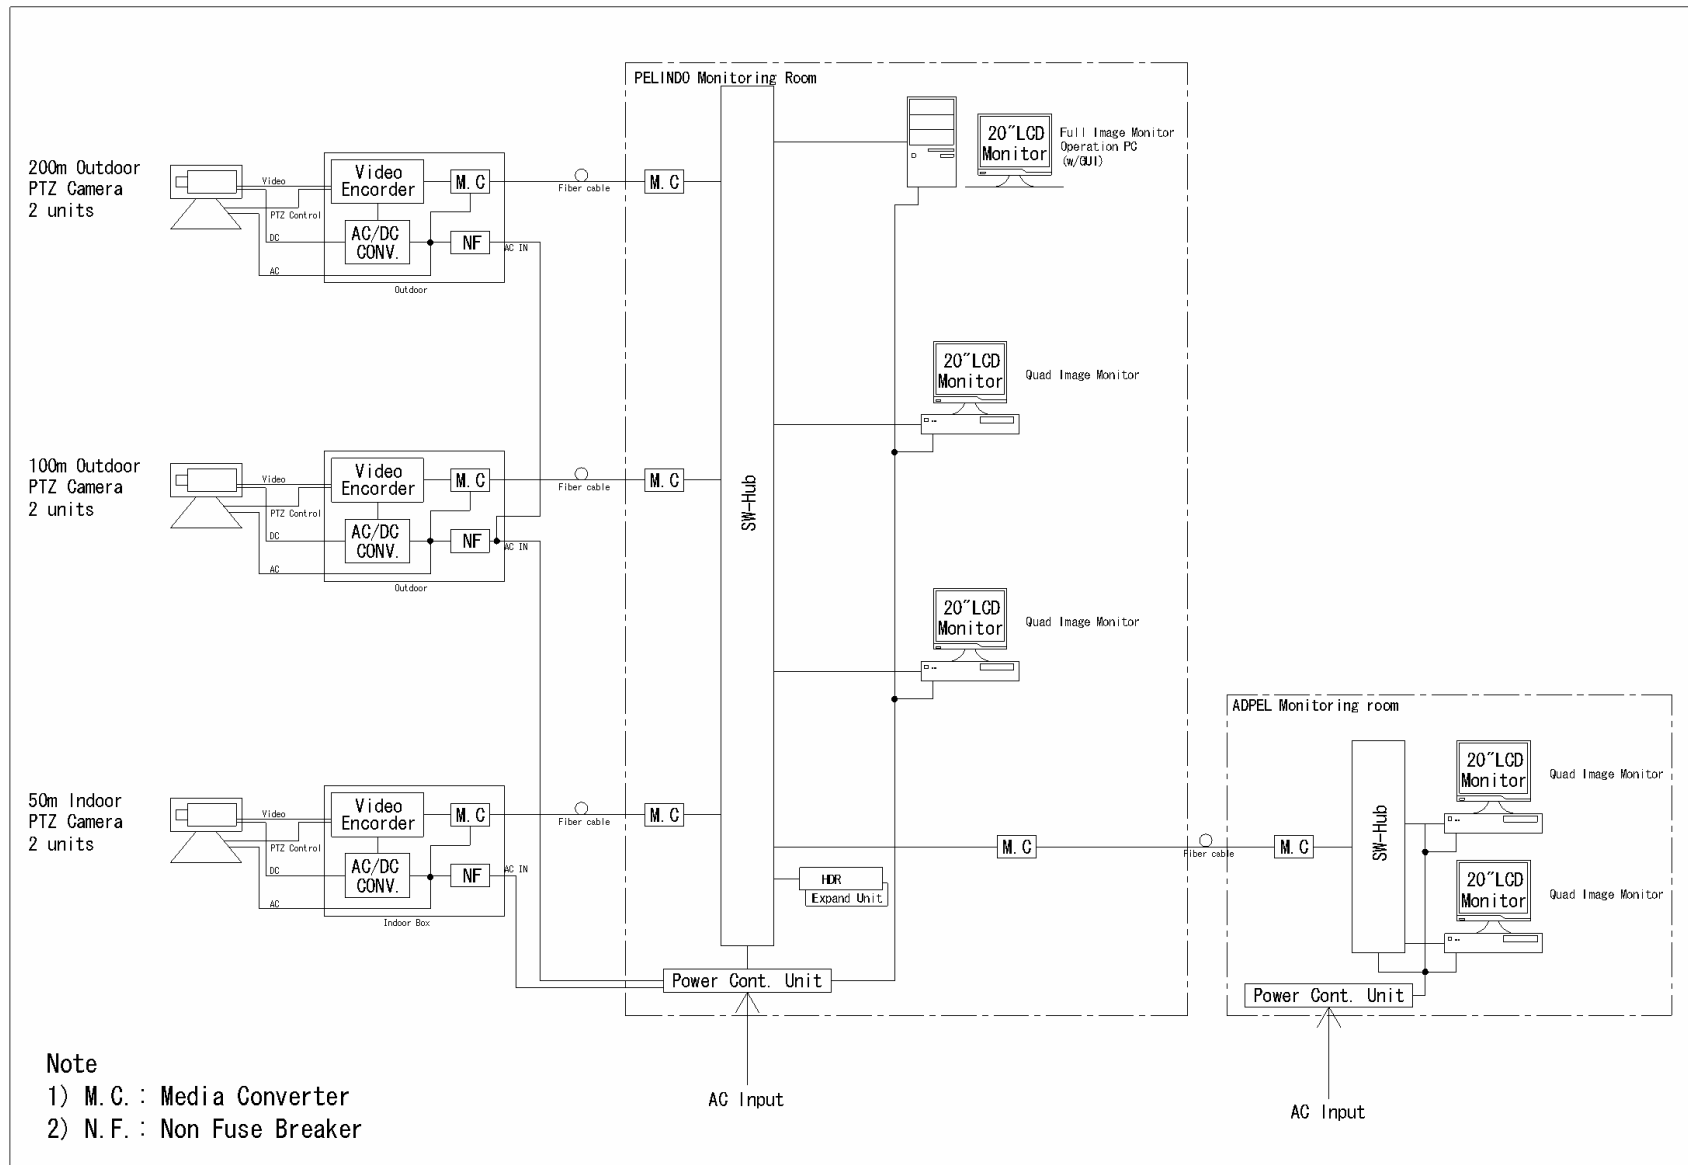 PELINDO Monitoring Room
20"LCD
Monitor
Full Image Monitor
Operation PC
(w/GUI)
200m Outdoor
PTZ Camera
2 units
Video
PTZ Control
DC
AC
Video
Encorder
M.C
AC/DC
CONV.
NF
AC IN
Outdoor
Fiber cable
M.C
20"LCD
Monitor
Quad Image Monitor
100m Outdoor
PTZ Camera
2 units
Video
PTZ Control
DC
AC
Video
Encorder
M.C
AC/DC
CONV.
NF
AC IN
Outdoor
Fiber cable
M.C
SW-Hub
20"LCD
Monitor
Quad Image Monitor
50m Indoor
PTZ Camera
2 units
Video
PTZ Control
DC
AC
Video
Encorder
M.C
AC/DC
CONV.
NF
AC IN
Indoor Box
Fiber cable
M.C
M.C
Fiber cable
HDR
Expand Unit
Power Cont. Unit
AC Input
ADPEL Monitoring room
M.C
SW-Hub
20"LCD
Monitor
Quad Image Monitor
20"LCD
Monitor
Quad Image Monitor
Power Cont. Unit
AC Input
Note
1) M.C.: Media Converter
2) N.F.: Non Fuse Breaker